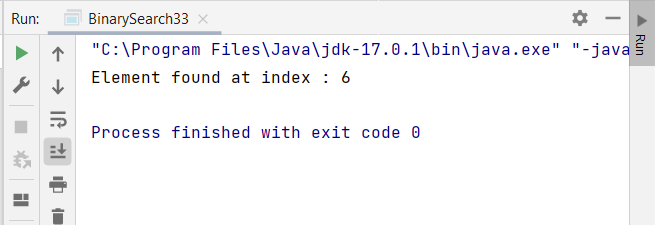 Run: BinarySearch33
"C:\Program Files\Java\jdk-17.0.1\bin\java.exe" "-java
Element found at index : 6
Process finished with exit code 0
Run